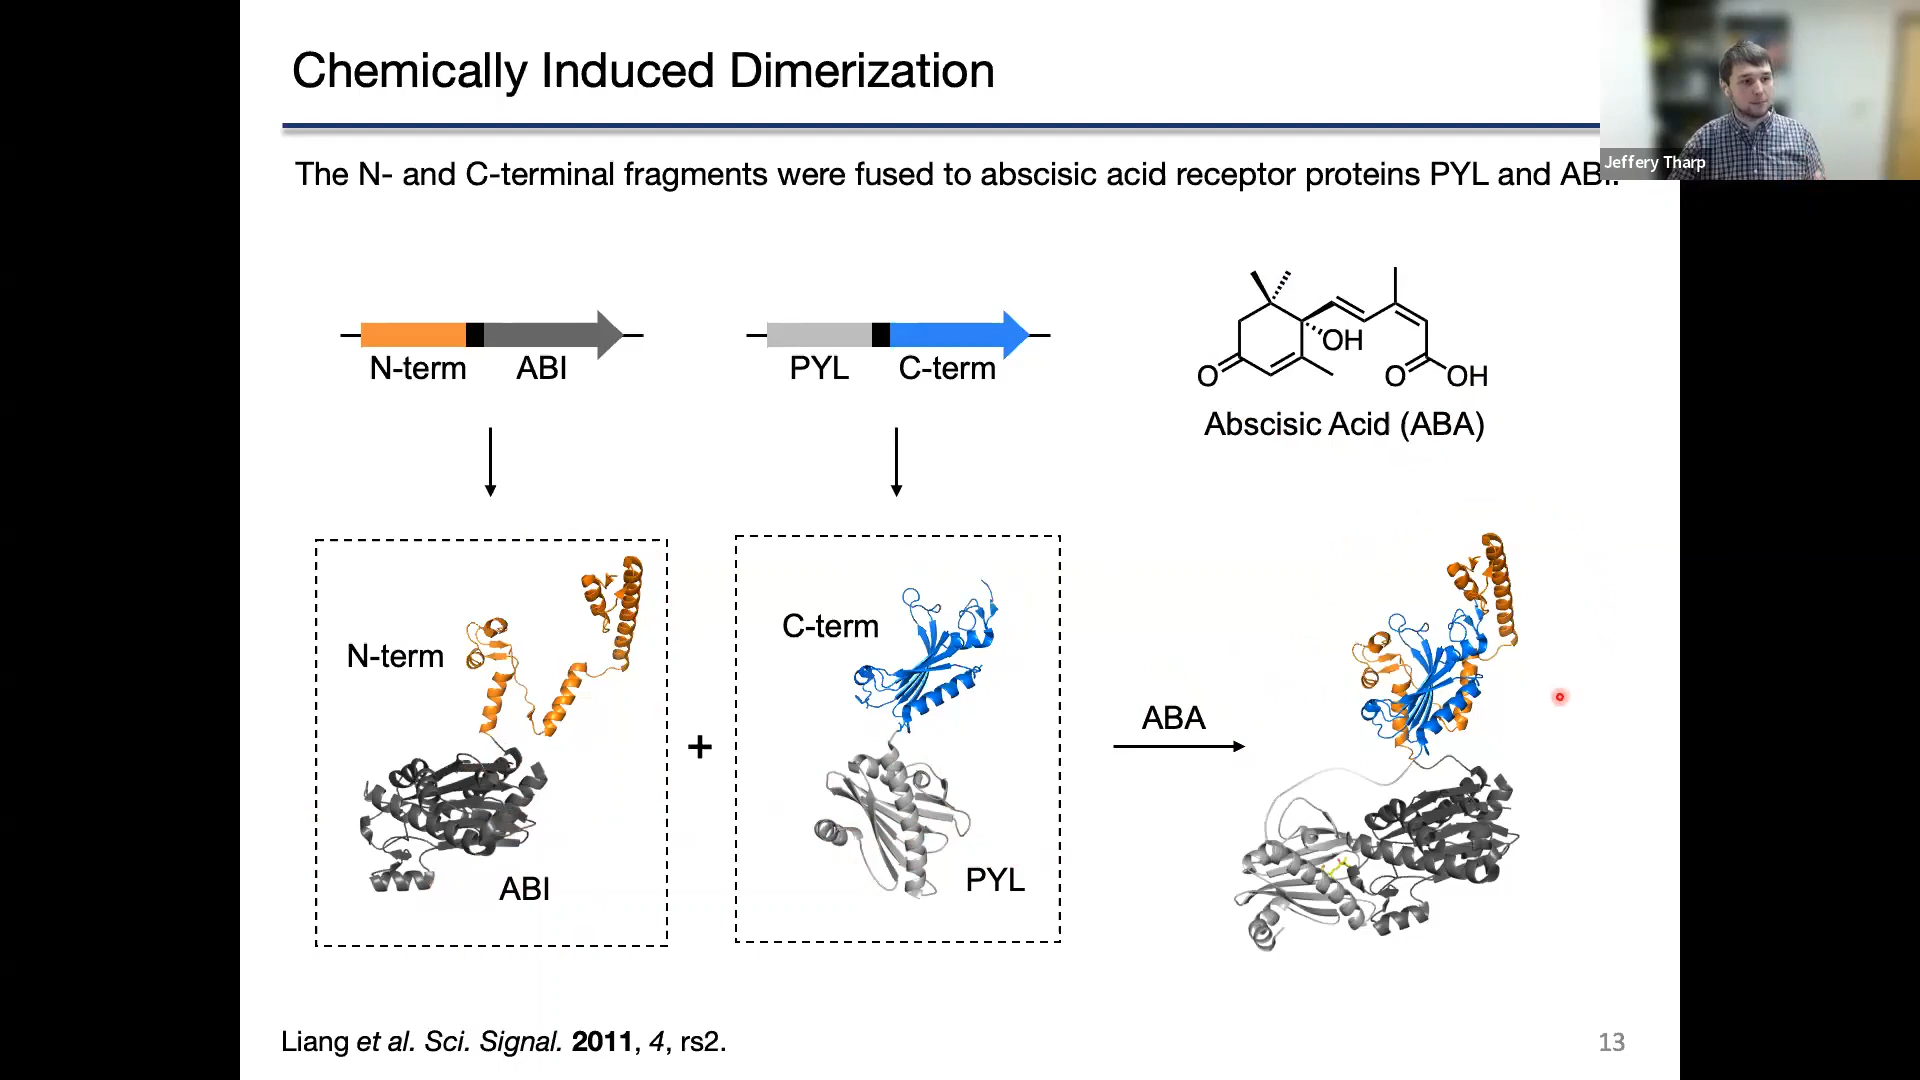 Chemically Induced Dimerization
Jeffery Tharp
The N- and C-terminal fragments were fused to abscisic acid receptor proteins PYL and ABI.
N-term ABI
PYL C-term
OH
O
O OH
Abscisic Acid (ABA)
N-term
ABI
+
C-term
PYL
ABA
Liang et al. Sci. Signal. 2011, 4, rs2.
13